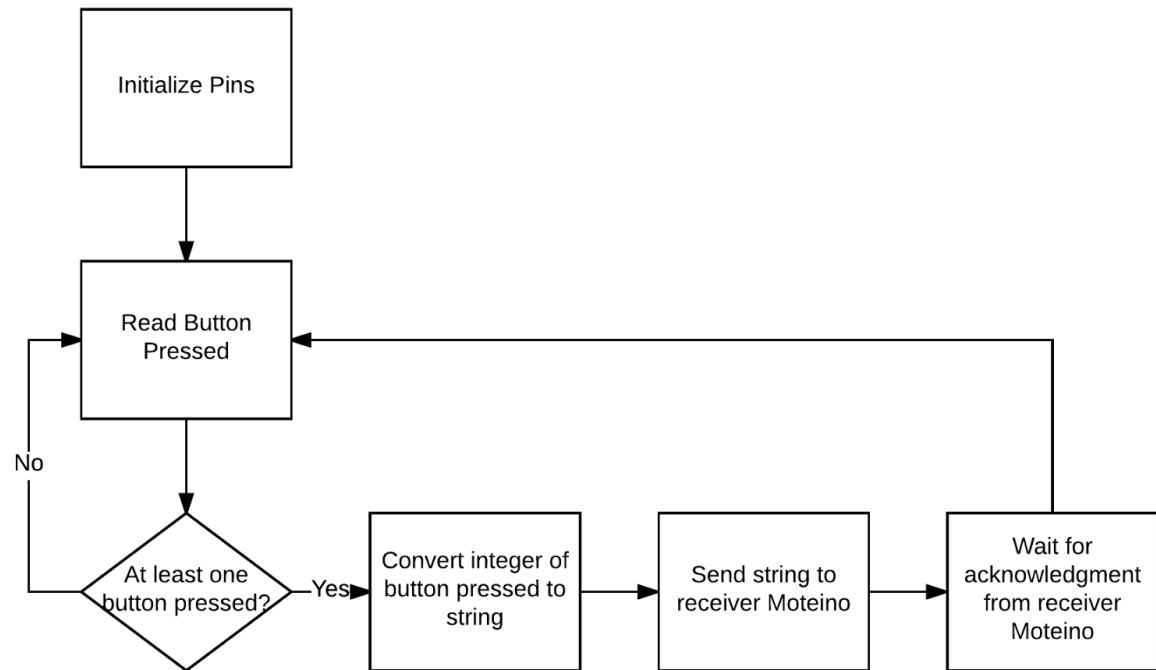 Initialize Pins
Read Button
Pressed
No
At least one
button pressed?
Yes
Convert integer of
button pressed to
string
Send string to
receiver Moteino
Wait for
acknowledgment
from receiver
Moteino